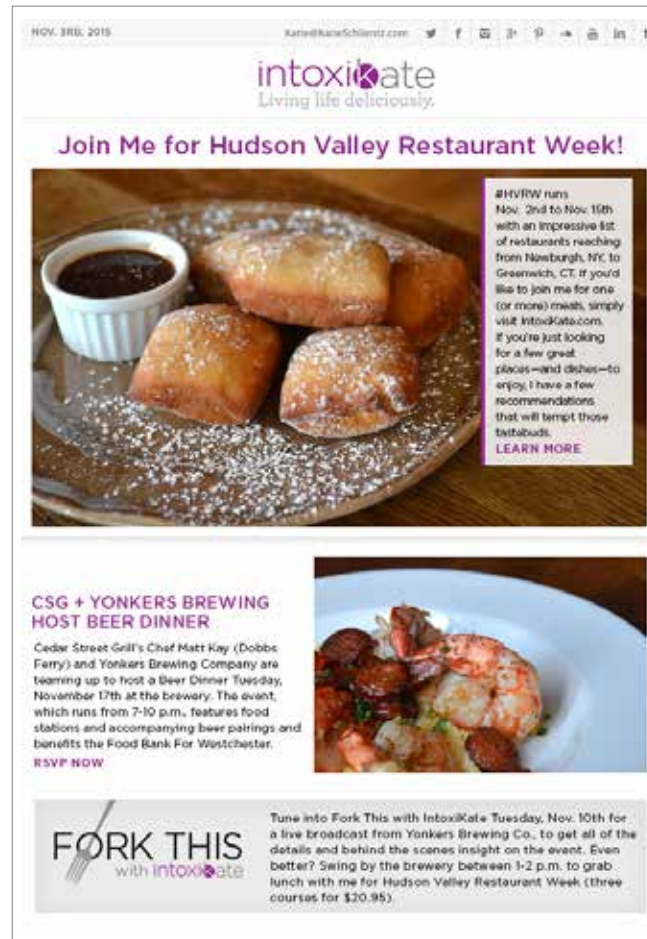 NOV. 3RD, 2015
intoxikate
Living life deliciously.
Join Me for Hudson Valley Restaurant Week!
#HVRW runs
Nov. 2nd to Nov. 15th
with an impressive list
of restaurants reaching
from Newburgh, NY, to
Greenwich, CT. If you'd
like to join me for one
(or more) meals, simply
visit IntoxiKate.com.
If you're just looking
for a few great
places—and dishes—to
enjoy, I have a few
recommendations
that will tempt those
tastebuds.
LEARN MORE
CSG + YONKERS BREWING
HOST BEER DINNER
Cedar Street Grill's Chef Matt Kay (Dobbs
Ferry) and Yonkers Brewing Company are
teaming up to host a Beer Dinner Tuesday,
November 17th at the brewery. The event,
which runs from 7-10 p.m., features food
stations and accompanying beer pairings and
benefits the Food Bank For Westchester.
RSVP NOW
FORK THIS
with intoxikate
Tune into Fork This with IntoxiKate Tuesday, Nov. 10th for
a live broadcast from Yonkers Brewing Co., to get all of the
details and behind the scenes insight on the event. Even
better? Swing by the brewery between 1-2 p.m. to grab
lunch with me for Hudson Valley Restaurant Week (three
courses for $20.95).